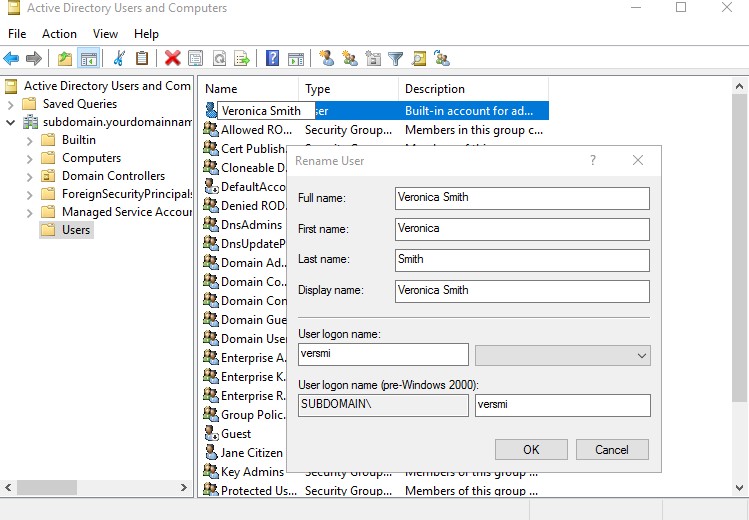 Active Directory Users and Computers
File Action View Help
Active Directory Users and Com
Saved Queries
subdomain.yourdomainnam
Builtin
Computers
Domain Controllers
ForeignSecurityPrincipals
Managed Service Accour
Users
Name Type Description
Veronica Smith ser Built-in account for ad...
Allowed RO... Security Group... Members in this group c...
Cert Publish...
Cloneable D.
DefaultAcco
Denied ROD.
DnsAdmins
DnsUpdateP
Domain Ad..
Domain Co..
Domain Con
Domain Gue
Domain User
Enterprise A.
Enterprise K.
Enterprise R.
Group Polic.
Guest
Jane Citizen
Key Admins Security Group... Members of this group ...
Protected Us... Security Group... Members of this group ...
Rename User
?
Full name: Veronica Smith
First name: Veronica
Last name: Smith
Display name: Veronica Smith
User logon name:
versmi
User logon name (pre-Windows 2000):
SUBDOMAIN\ versmi
OK Cancel